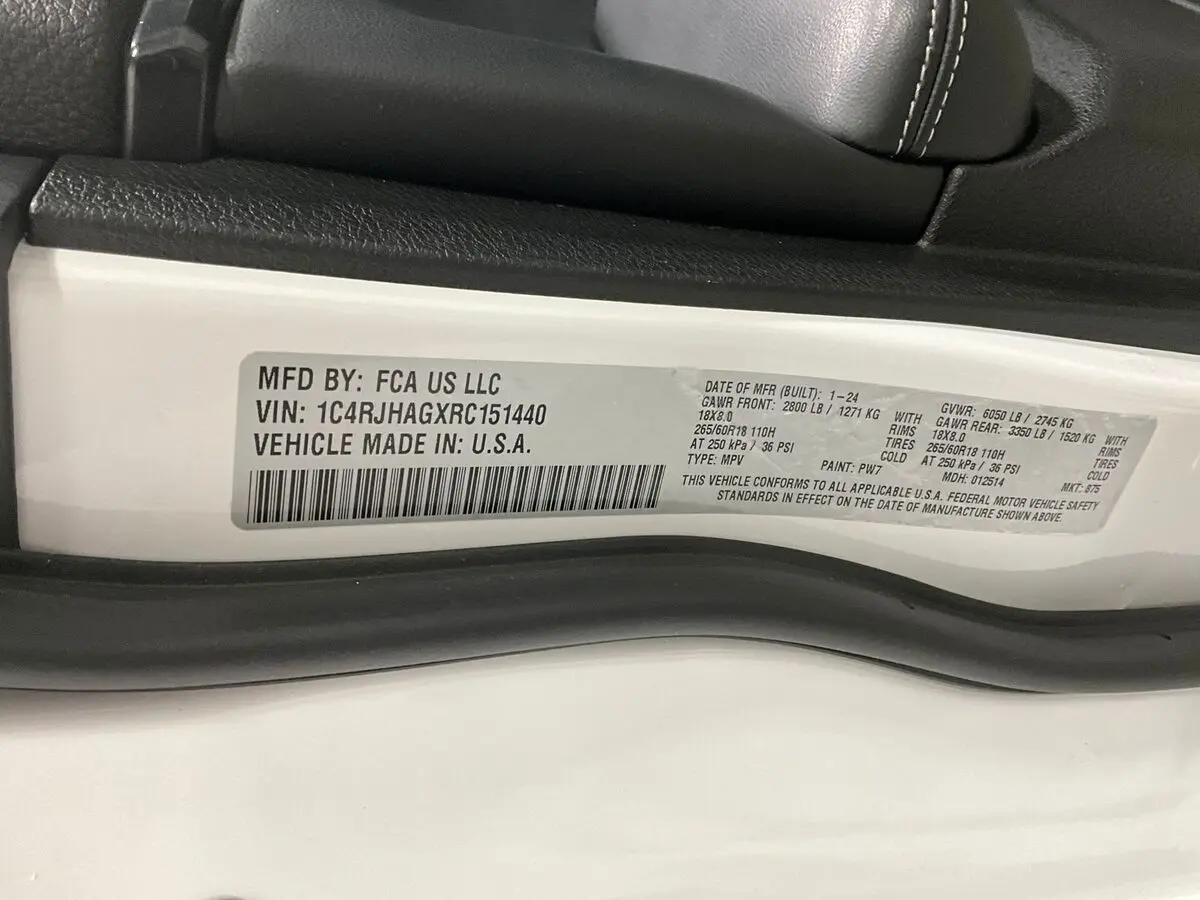 MFD BY: FCA US LLC
VIN: 1C4RJHAGXRC151440
VEHICLE MADE IN: U.S.A.
DATE OF MFR (BUILT): 1-24
GAWR FRONT: 2800 LB / 1271 KG WITH
18X8.0 RIMS
265/60R18 110H TIRES
AT 250 kPa / 36 PSI COLD
TYPE: MPV PAINT: PW7
GVWR: 6050 LB / 2745 KG
GAWR REAR: 3350 LB / 1520 KG WITH
18X8.0 RIMS
265/60R18 110H TIRES
AT 250 kPa / 36 PSI COLD
MDH: 012514 MKT: 875
THIS VEHICLE CONFORMS TO ALL APPLICABLE U.S.A. FEDERAL MOTOR VEHICLE SAFETY
STANDARDS IN EFFECT ON THE DATE OF MANUFACTURE SHOWN ABOVE.